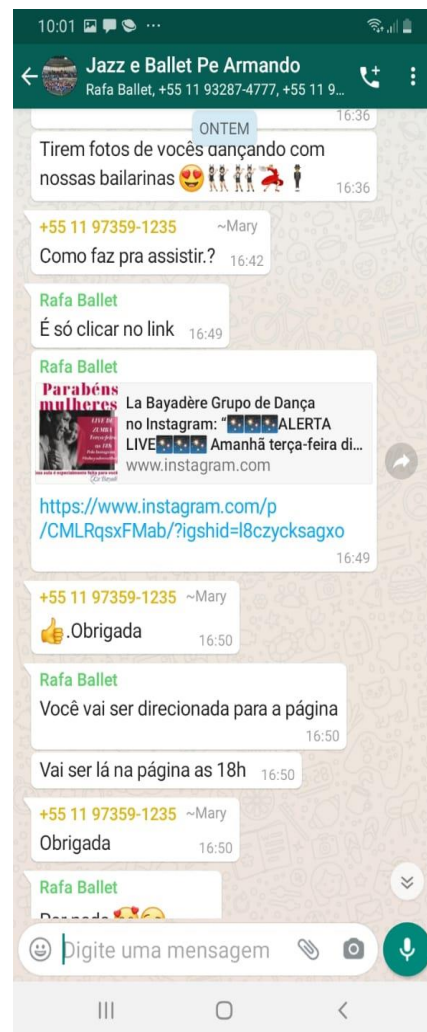 10:01
Jazz e Ballet Pe Armando
Rafa Ballet, +55 11 93287-4777, +55 11 9...
16:36
ONTEM
Tirem fotos de vocês dançando com
nossas bailarinas 😍
16:36
+55 11 97359-1235 ~Mary
Como faz pra assistir.? 16:42
Rafa Ballet
É só clicar no link 16:49
Rafa Ballet
Parabéns
mulheres
LIVE DE
ZUMBA
La Bayadère Grupo de Dança
no Instagram: “🌃🌃🌃ALERTA
LIVE🌃🌃🌃 Amanhã terça-feira di...
www.instagram.com
https://www.instagram.com/p
/CMLRqsxFMab/?igshid=l8czycksagxo
16:49
+55 11 97359-1235 ~Mary
👍.Obrigada 16:50
Rafa Ballet
Você vai ser direcionada para a página
16:50
Vai ser lá na página as 18h 16:50
+55 11 97359-1235 ~Mary
Obrigada 16:50
Rafa Ballet
Digite uma mensagem